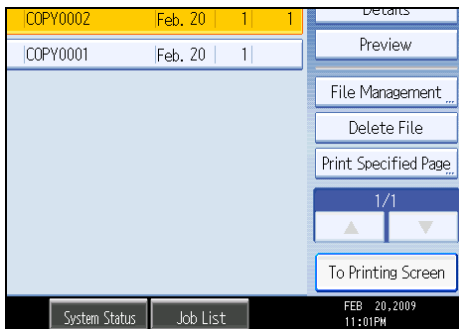 COPY0002 Feb. 20 1 1
Details
COPY0001 Feb. 20 1
Preview
File Management
Delete File
Print Specified Page
1/1
To Printing Screen
System Status Job List
FEB 20,2009
11:01PM